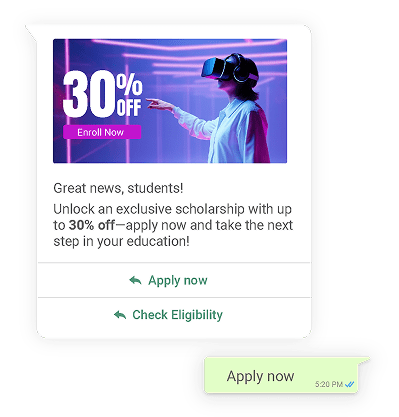 30% OFF
Enroll Now
Great news, students!
Unlock an exclusive scholarship with up
to 30% off—apply now and take the next
step in your education!
Apply now
Check Eligibility
Apply now
5:20 PM